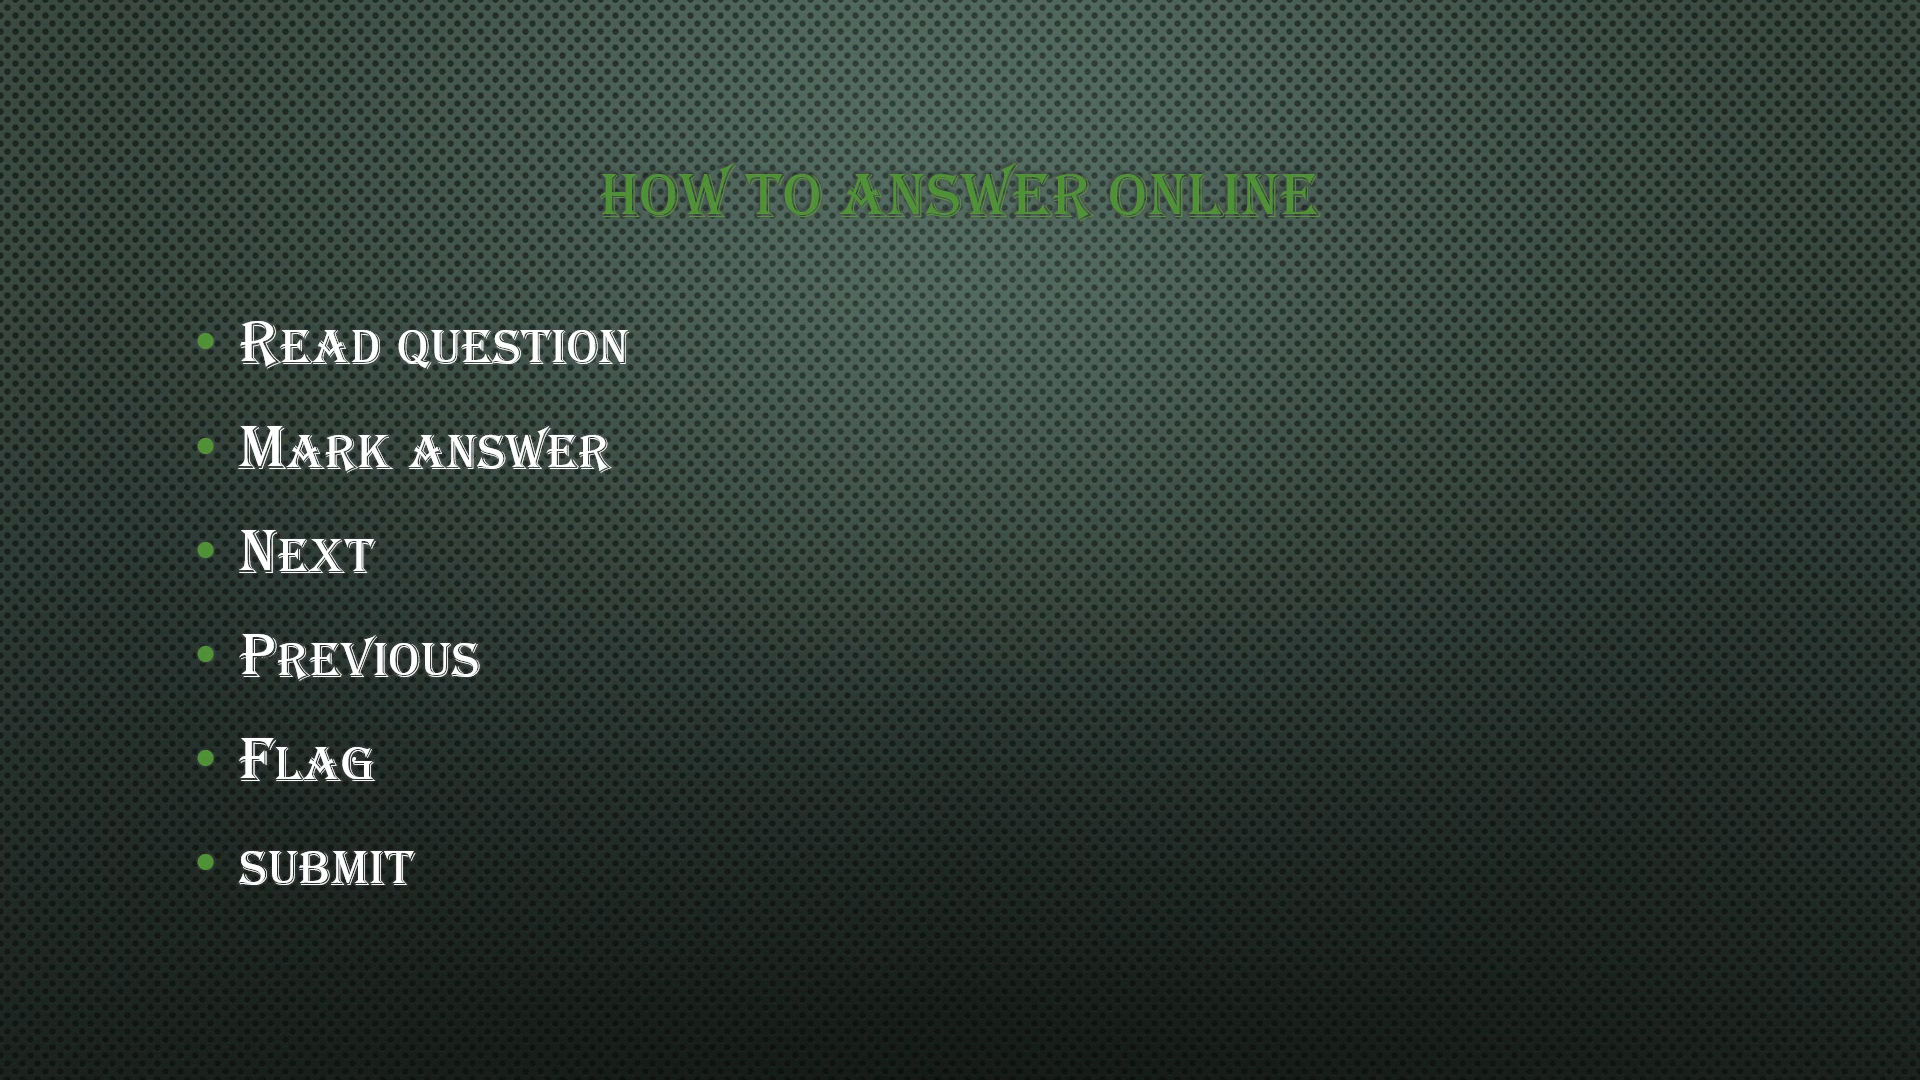 HOW TO ANSWER ONLINE
• READ QUESTION
• MARK ANSWER
• NEXT
• PREVIOUS
• FLAG
• SUBMIT